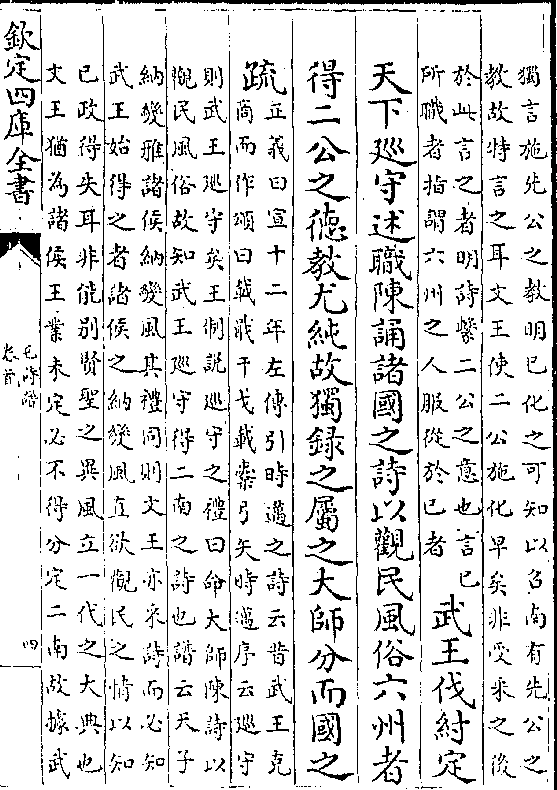 獨言施先公之教明已化之可知以召南有先公之
教故特言之耳文王使二公施化早矣非受采之後
於此言之者明詩繫二公之意也言已
所職者指謂六州之人服從於已者
武王伐紂定
天下巡守述職陳誦諸國之詩以觀民風俗六州者
得二公之德教尤純故獨録之屬之大師分而國之
疏
正義曰宣十二年左傳引時邁之詩云昔武王克
商而作頌曰載戢干戈載櫜弓矢時邁序云巡守
則武王巡守矣王制説巡守之禮曰命大師陳詩以
觀民風俗故知武王巡守得二南之詩也譜云天子
納變雅諸侯納變風其禮同則文王亦采詩而必知
武王始得之者諸侯之納變風直欲觀民之情以知
已政得失耳非能别賢聖之異風立一代之大典也
文王猶為諸侯王業未定必不得分定二南故據武
欽定四庫全書
毛詩譜
卷首
四